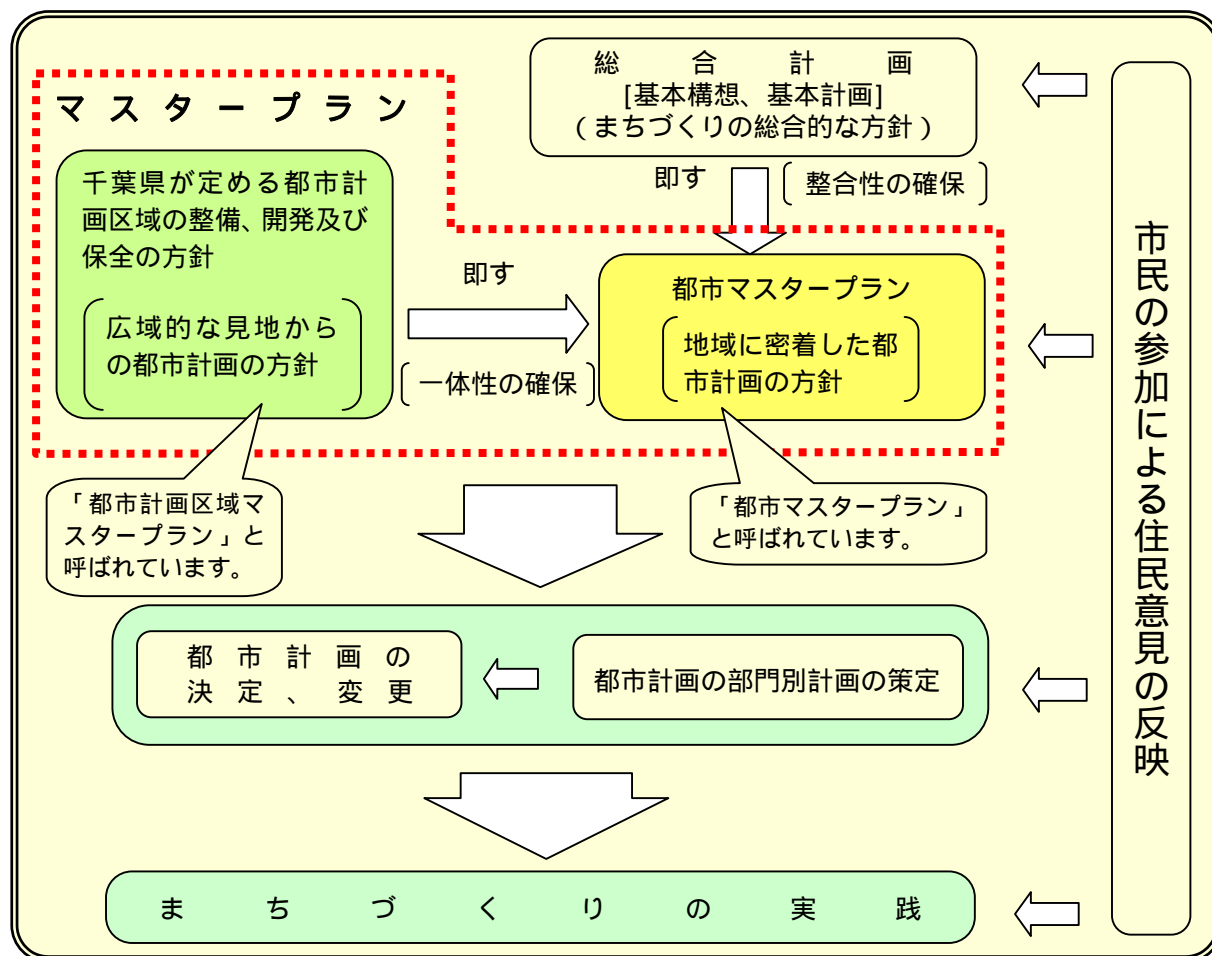 総合計画
[基本構想、基本計画]
(まちづくりの総合的な方針)
マスタープラン
千葉県が定める都市計
画区域の整備、開発及び
保全の方針
広域的な見地から
の都市計画の方針
即す
整合性の確保
即す
一体性の確保
都市マスタープラン
地域に密着した都
市計画の方針
「都市計画区域マ
スタープラン」と
呼ばれています。
「都市マスタープラン」
と呼ばれています。
都市計画の
決定、変更
都市計画の部門別計画の策定
まちづくりの実践
市民の参加による住民意見の反映